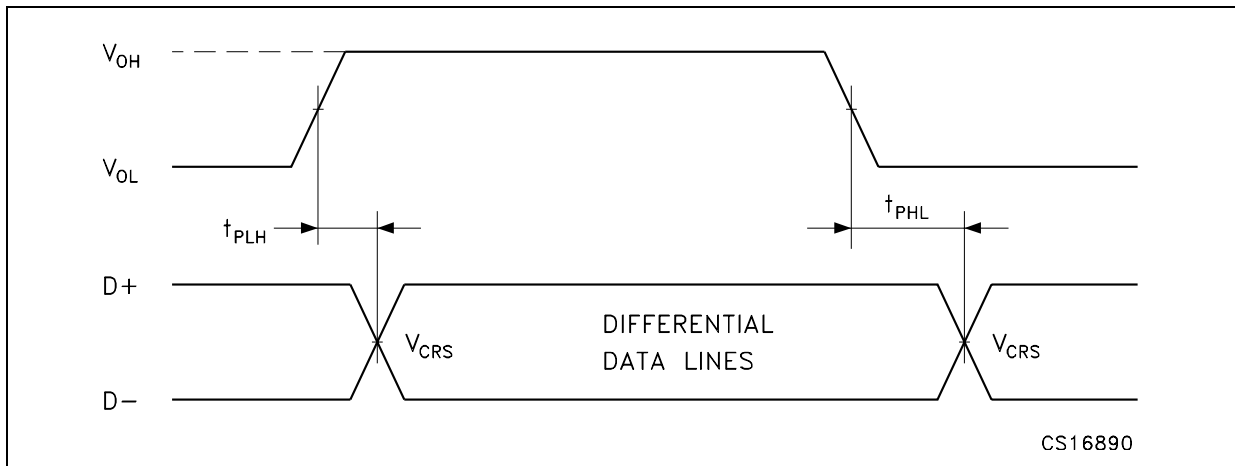 VOH
VOL
tPLH
tPHL
D+
VCRS
DIFFERENTIAL
DATA LINES
VCRS
D−
CS16890